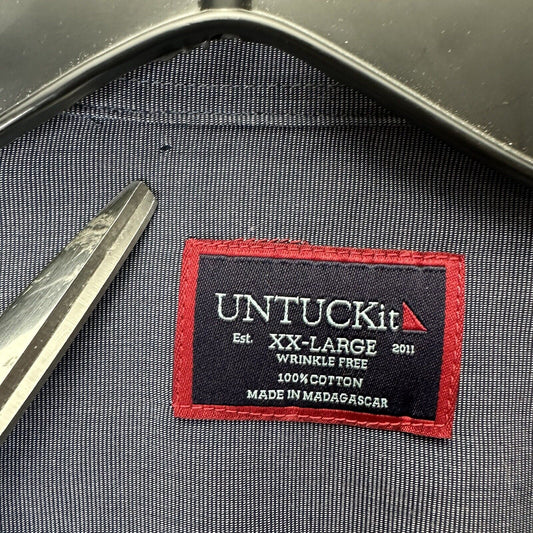 UNTUCKit
Est. XX-LARGE 2011
WRINKLE FREE
100% COTTON
MADE IN MADAGASCAR